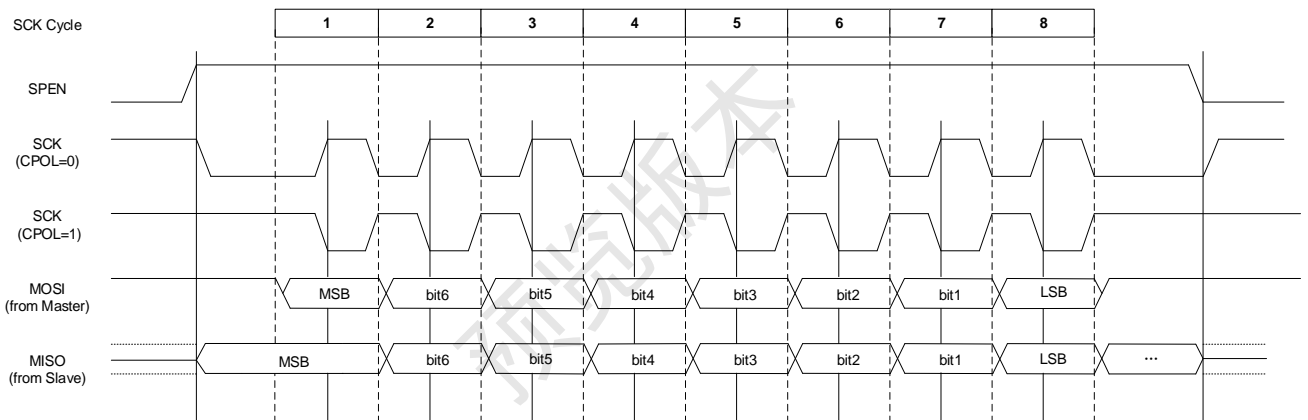 SCK Cycle 1 2 3 4 5 6 7 8
SPEN
SCK
(CPOL=0)
SCK
(CPOL=1)
MOSI
(from Master)
MSB bit6 bit5 bit4 bit3 bit2 bit1 LSB
MISO
(from Slave)
MSB bit6 bit5 bit4 bit3 bit2 bit1 LSB ...
预览版本